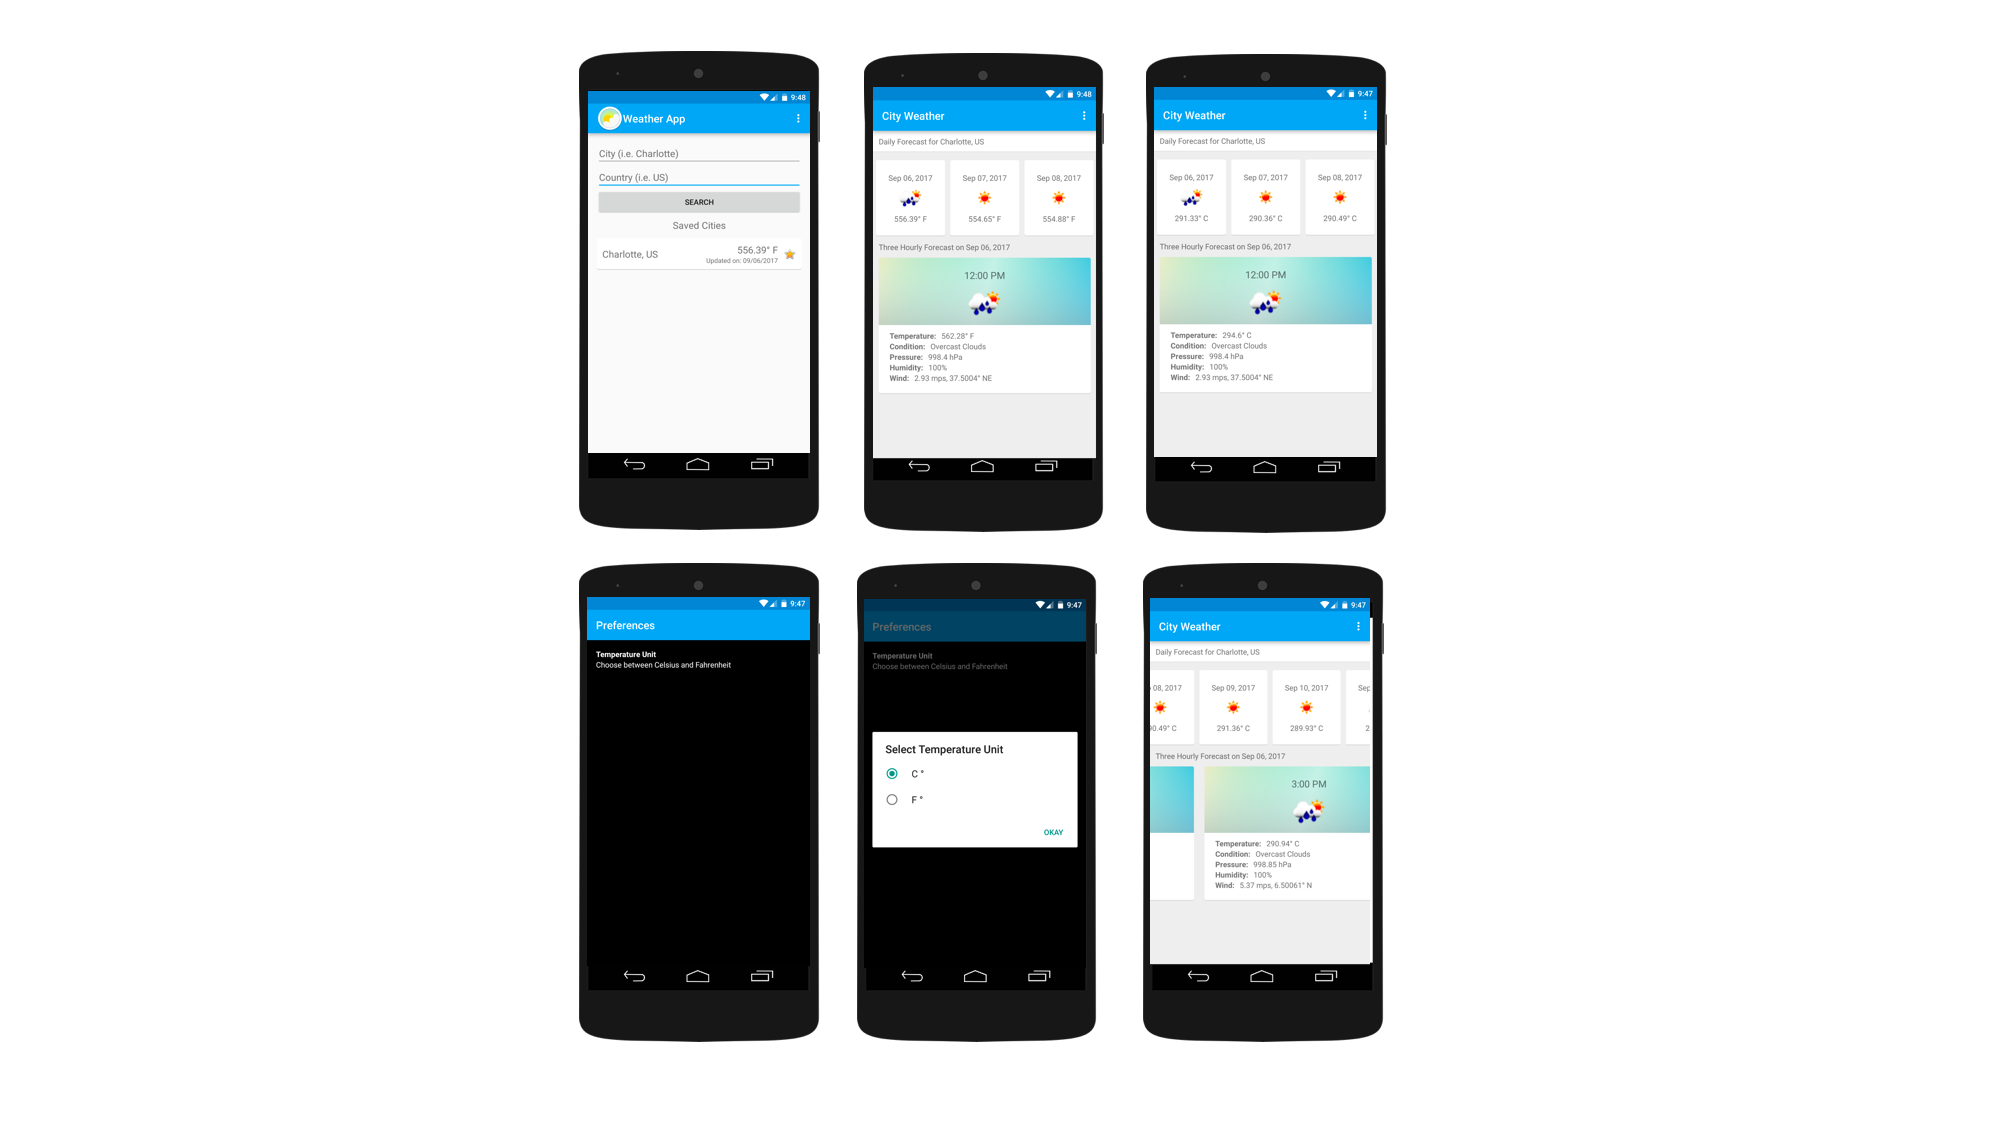 9:48
Weather App
City (i.e. Charlotte)
Country (i.e. US)
SEARCH
Saved Cities
Charlotte, US
556.39° F
Updated on: 09/06/2017
9:48
City Weather
Daily Forecast for Charlotte, US
Sep 06, 2017 Sep 07, 2017 Sep 08, 2017
556.39° F 554.65° F 554.88° F
Three Hourly Forecast on Sep 06, 2017
12:00 PM
Temperature: 562.28° F
Condition: Overcast Clouds
Pressure: 998.4 hPa
Humidity: 100%
Wind: 2.93 mps, 37.5004° NE
9:47
City Weather
Daily Forecast for Charlotte, US
Sep 06, 2017 Sep 07, 2017 Sep 08, 2017
291.33° C 290.36° C 290.49° C
Three Hourly Forecast on Sep 06, 2017
12:00 PM
Temperature: 294.6° C
Condition: Overcast Clouds
Pressure: 998.4 hPa
Humidity: 100%
Wind: 2.93 mps, 37.5004° NE
9:47
Preferences
Temperature Unit
Choose between Celsius and Fahrenheit
9:47
Preferences
Temperature Unit
Choose between Celsius and Fahrenheit
Select Temperature Unit
C °
F °
OKAY
9:47
City Weather
Daily Forecast for Charlotte, US
08, 2017 Sep 09, 2017 Sep 10, 2017 Sep
90.49° C 291.36° C 289.93° C 2
Three Hourly Forecast on Sep 06, 2017
3:00 PM
Temperature: 290.94° C
Condition: Overcast Clouds
Pressure: 998.85 hPa
Humidity: 100%
Wind: 5.37 mps, 6.50061° N